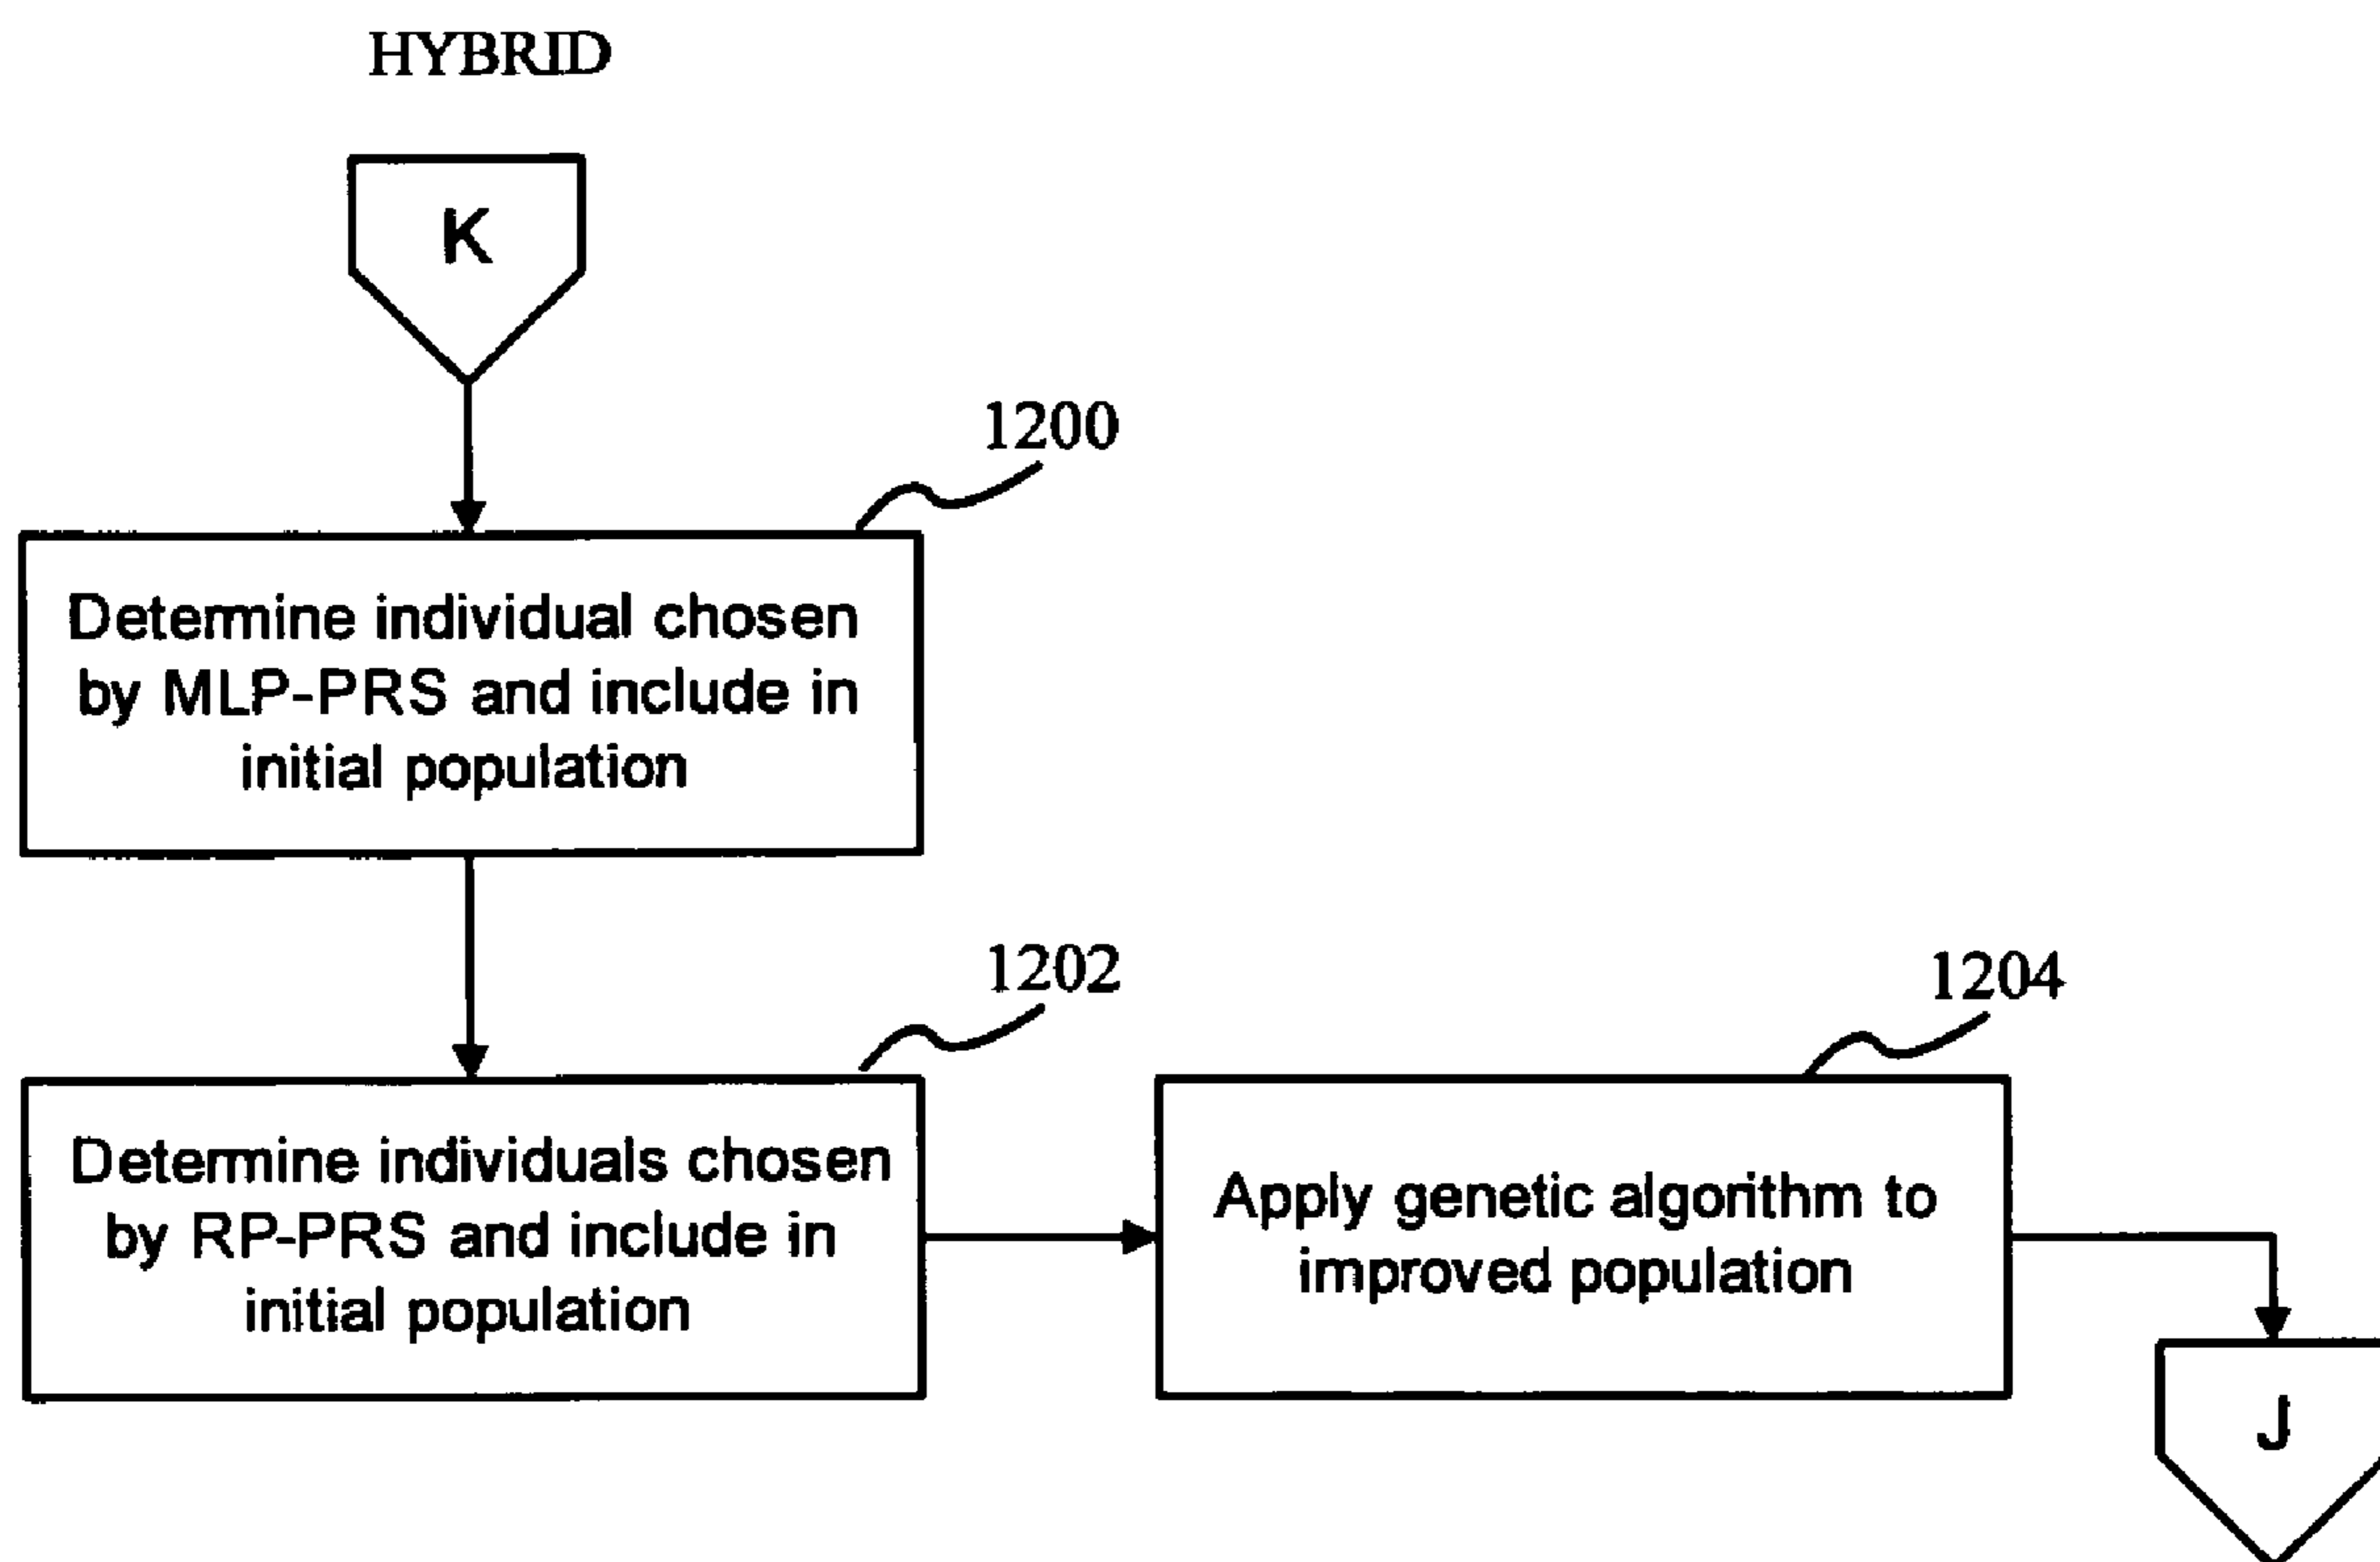 HYBRID
K
1200
Determine individual chosen
by MLP-PRS and include in
initial population
1202
Determine individuals chosen
by RP-PRS and include in
initial population
1204
Apply genetic algorithm to
improved population
J